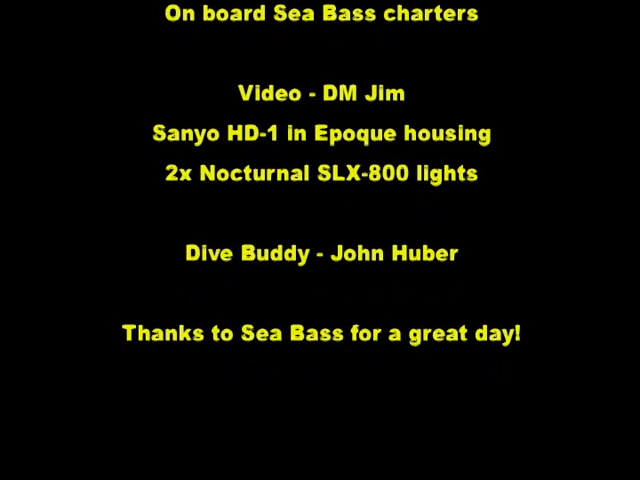 On board Sea Bass charters
Video - DM Jim
Sanyo HD-1 in Epoque housing
2x Nocturnal SLX-800 lights
Dive Buddy - John Huber
Thanks to Sea Bass for a great day!